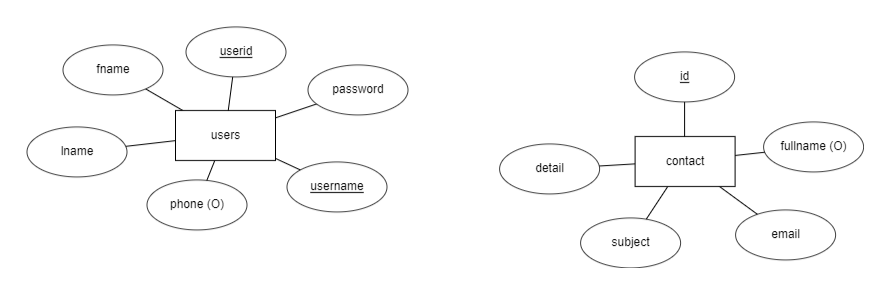 userid
fname
password
users
lname
username
phone (O)
id
fullname (O)
contact
detail
email
subject